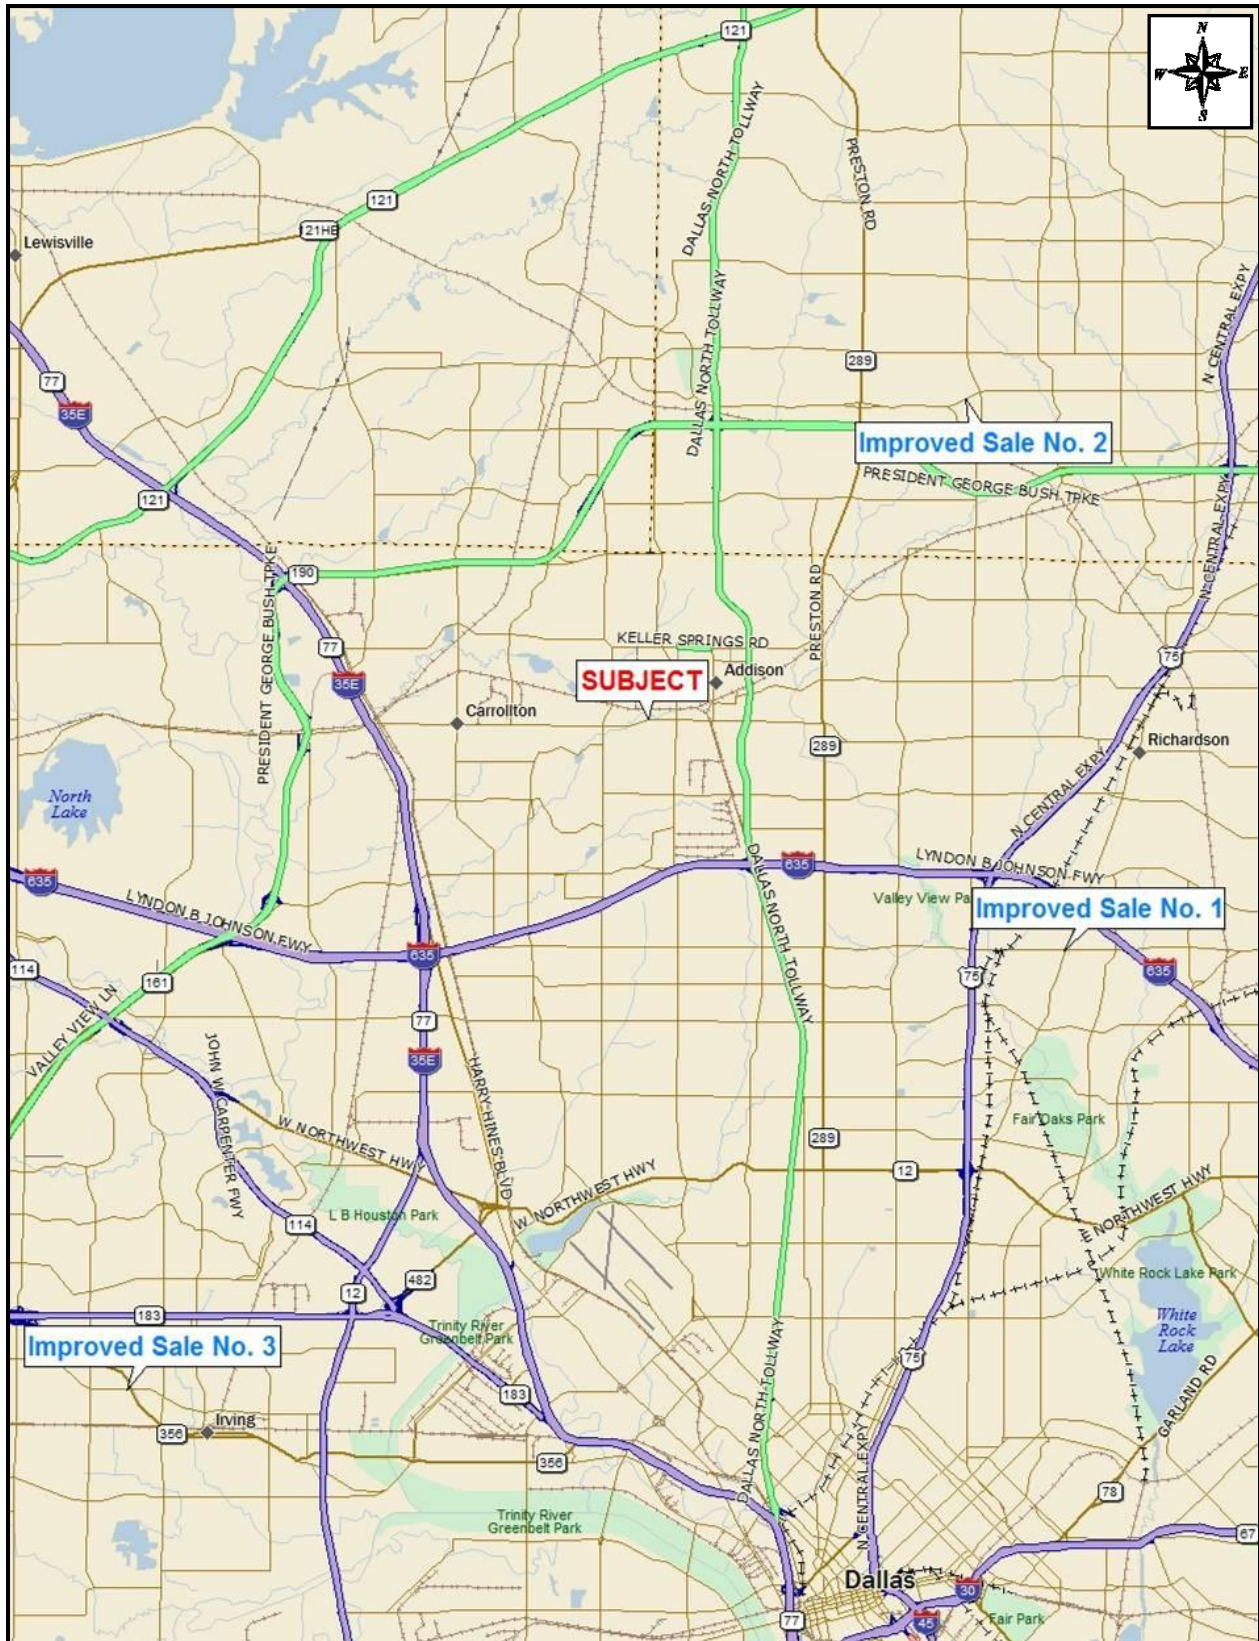 121
N
W E
S
DALLAS NORTH TOLLWAY
PRESTON RD
121
121HB
Lewisville
DALLAS NORTH TOLLWAY
N CENTRAL EXPY
289
77
35E
DALLAS NORTH TOLLWAY
Improved Sale No. 2
PRESIDENT GEORGE BUSH TPKE
121
N CENTRAL EXPY
N CENTRAL EXPY
190
PRESIDENT GEORGE BUSH TPKE
PRESTON RD
KELLER SPRINGS RD
77
75
SUBJECT
Addison
35E
Carrollton
289
Richardson
North
Lake
N CENTRAL EXPY
635
635
LYNDON B JOHNSON FWY
DALLAS NORTH TOLLWAY
Valley View Pa
Improved Sale No. 1
LYNDON B JOHNSON FWY
635
114
161
75
635
VALLEY VIEW LN
77
35E
JOHN W CARPENTER FWY
HARRY HINES BLVD
Fair Oaks Park
W NORTHWEST HWY
289
12
W NORTHWEST HWY
E NORTHWEST HWY
L B Houston Park
114
482
12
White Rock Lake Park
183
Trinity River
Greenbelt Park
White
Rock
Lake
Improved Sale No. 3
75
DALLAS NORTH TOLLWAY
183
GARLAND RD
Irving
356
356
N CENTRAL EXPY
78
Trinity River
Greenbelt Park
67
Dallas
30
77
45
Fair Park